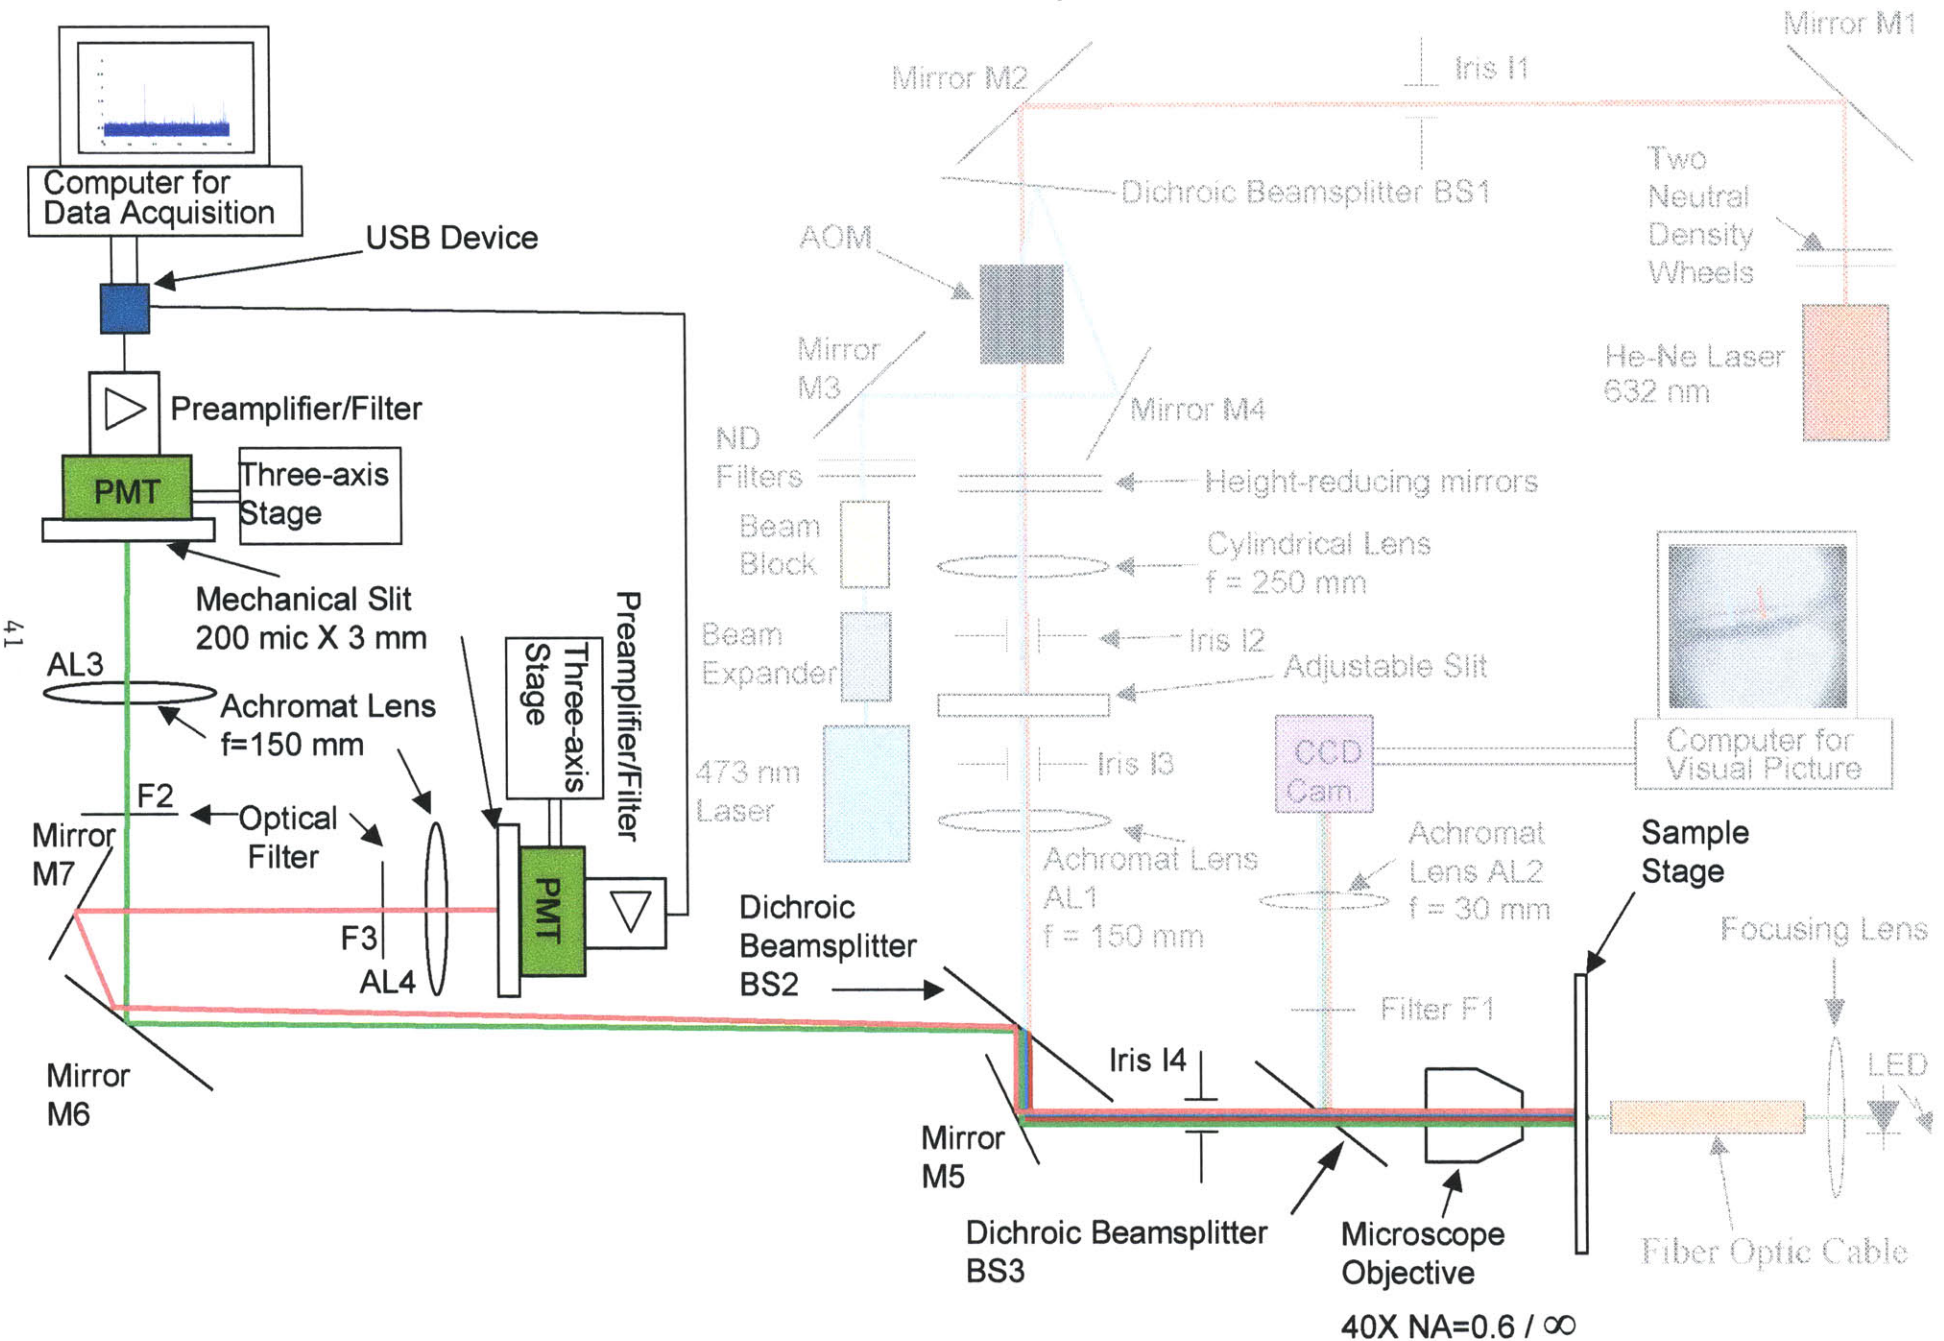 Mirror M1
Iris I1
Mirror M2
Computer for
Data Acquisition
USB Device
Dichroic Beamsplitter BS1
Two
Neutral
Density
Wheels
AOM
He-Ne Laser
632 nm
Mirror
M3
Mirror M4
Preamplifier/Filter
PMT
Three-axis
Stage
ND
Filters
Height-reducing mirrors
Beam
Block
Cylindrical Lens
f = 250 mm
Mechanical Slit
200 mic X 3 mm
Preamplifier/Filter
Three-axis
Stage
Beam
Expander
Iris I2
Adjustable Slit
41
AL3
Achromat Lens
f=150 mm
473 nm
Laser
Iris I3
CCD
Cam.
Computer for
Visual Picture
F2
Optical
Filter
Mirror
M7
F3
AL4
PMT
Achromat Lens
AL1
f = 150 mm
Achromat
Lens AL2
f = 30 mm
Sample
Stage
Focusing Lens
Dichroic
Beamsplitter
BS2
Filter F1
LED
Mirror
M6
Iris I4
Mirror
M5
Dichroic Beamsplitter
BS3
Microscope
Objective
40X NA=0.6 / ∞
Fiber Optic Cable